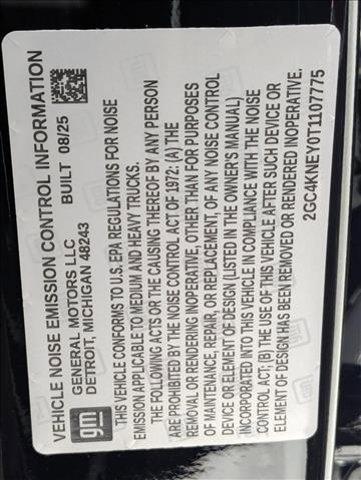 VEHICLE NOISE EMISSION CONTROL INFORMATION
gm
GENERAL MOTORS LLC
DETROIT, MICHIGAN 48243
BUILT 08/25
THIS VEHICLE CONFORMS TO U.S. EPA REGULATIONS FOR NOISE
EMISSION APPLICABLE TO MEDIUM AND HEAVY TRUCKS.
THE FOLLOWING ACTS OR THE CAUSING THEREOF BY ANY PERSON
ARE PROHIBITED BY THE NOISE CONTROL ACT OF 1972: (A) THE
REMOVAL OR RENDERING INOPERATIVE, OTHER THAN FOR PURPOSES
OF MAINTENANCE, REPAIR, OR REPLACEMENT, OF ANY NOISE CONTROL
DEVICE OR ELEMENT OF DESIGN (LISTED IN THE OWNER'S MANUAL)
INCORPORATED INTO THIS VEHICLE IN COMPLIANCE WITH THE NOISE
CONTROL ACT; (B) THE USE OF THIS VEHICLE AFTER SUCH DEVICE OR
ELEMENT OF DESIGN HAS BEEN REMOVED OR RENDERED INOPERATIVE.
2GC4KNEY0T1107775